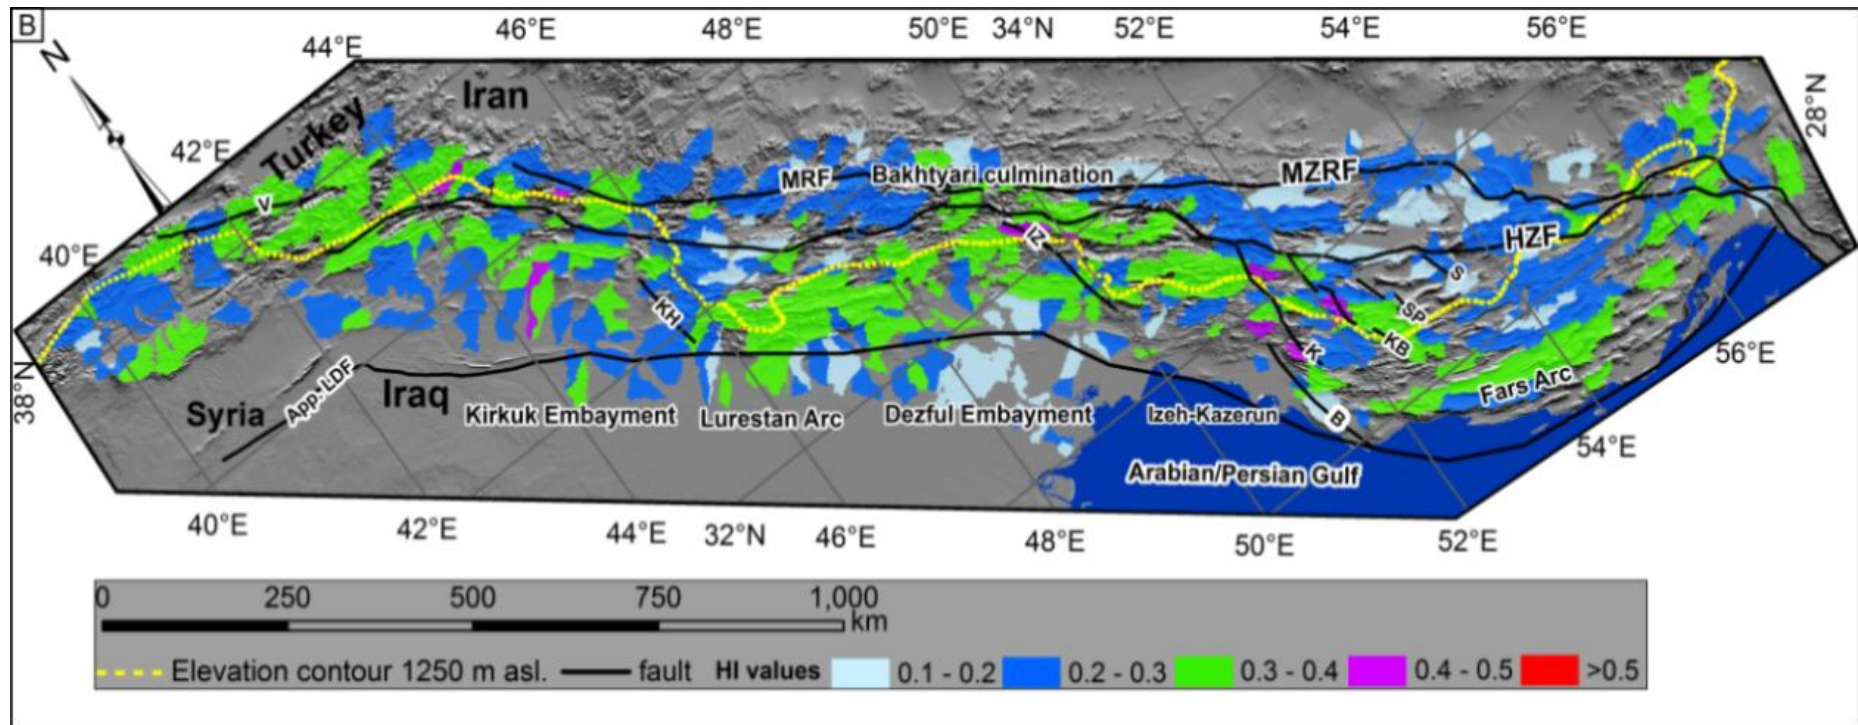 B
N
44°E
46°E
48°E
50°E
34°N
52°E
54°E
56°E
28°N
Iran
Turkey
42°E
MRF
Bakhtyari culmination
MZRF
V
IZ
HZF
40°E
S
SP
KH
KB
K
56°E
38°N
App. LDF
Fars Arc
Syria
Iraq
Kirkuk Embayment
Lurestan Arc
Dezful Embayment
Izeh-Kazerun
B
54°E
Arabian/Persian Gulf
40°E
42°E
44°E
32°N
46°E
48°E
50°E
52°E
0 250 500 750 1,000
km
Elevation contour 1250 m asl. fault HI values 0.1 - 0.2 0.2 - 0.3 0.3 - 0.4 0.4 - 0.5 >0.5